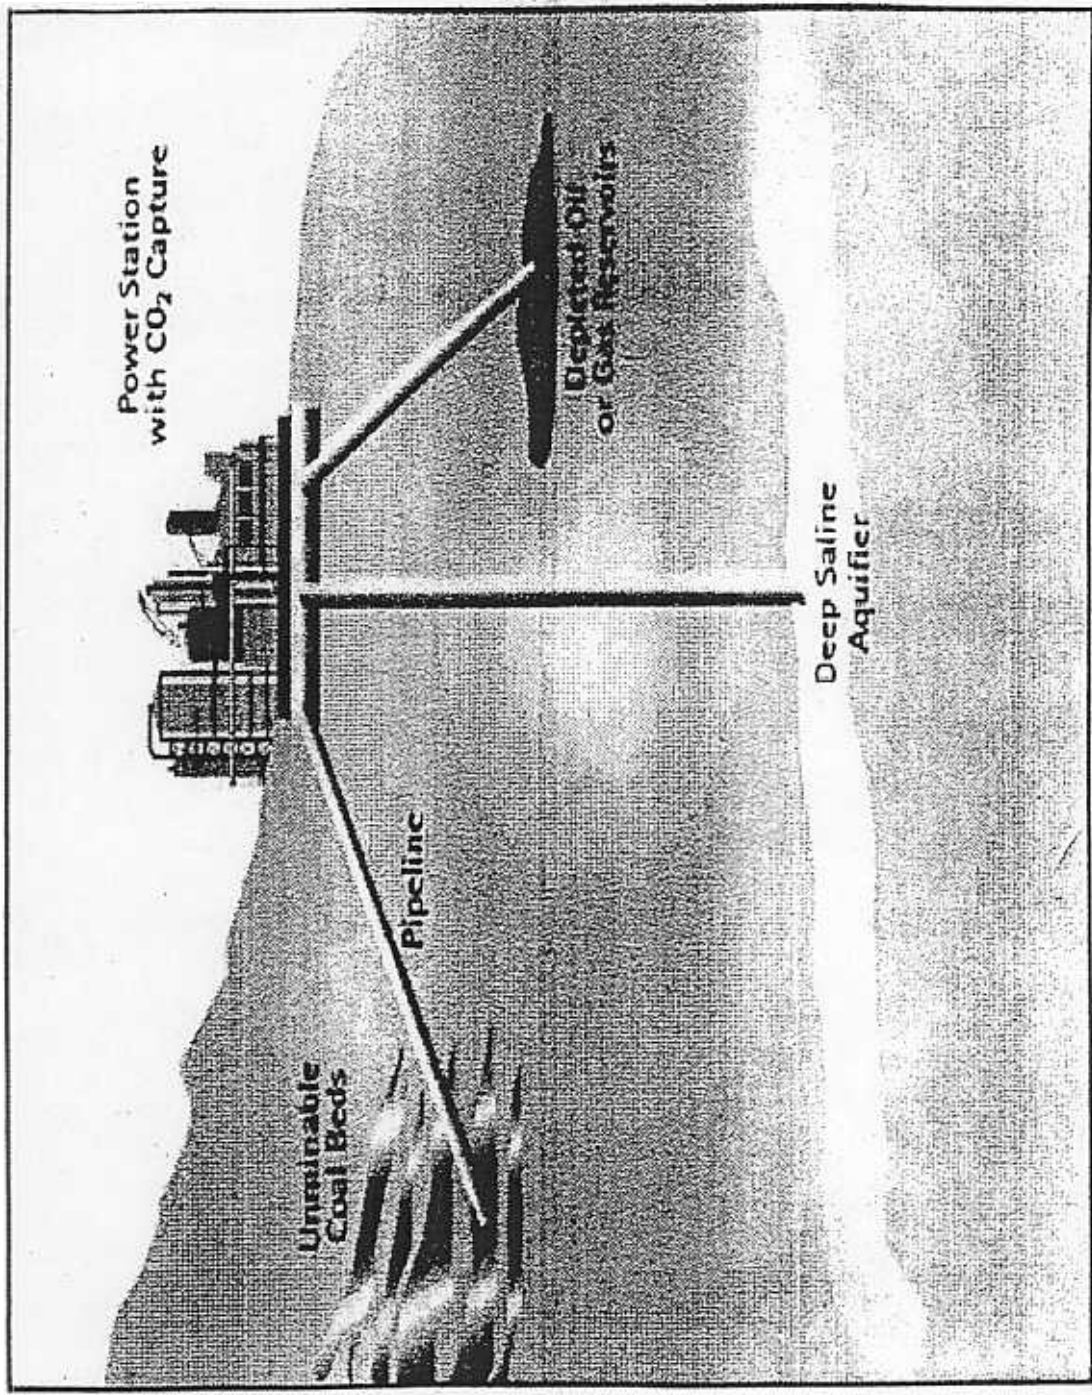 Power Station
with CO₂ Capture
Unminable
Coal Beds
Pipeline
Depleted Oil
or Gas Reservoirs
Deep Saline
Aquifier